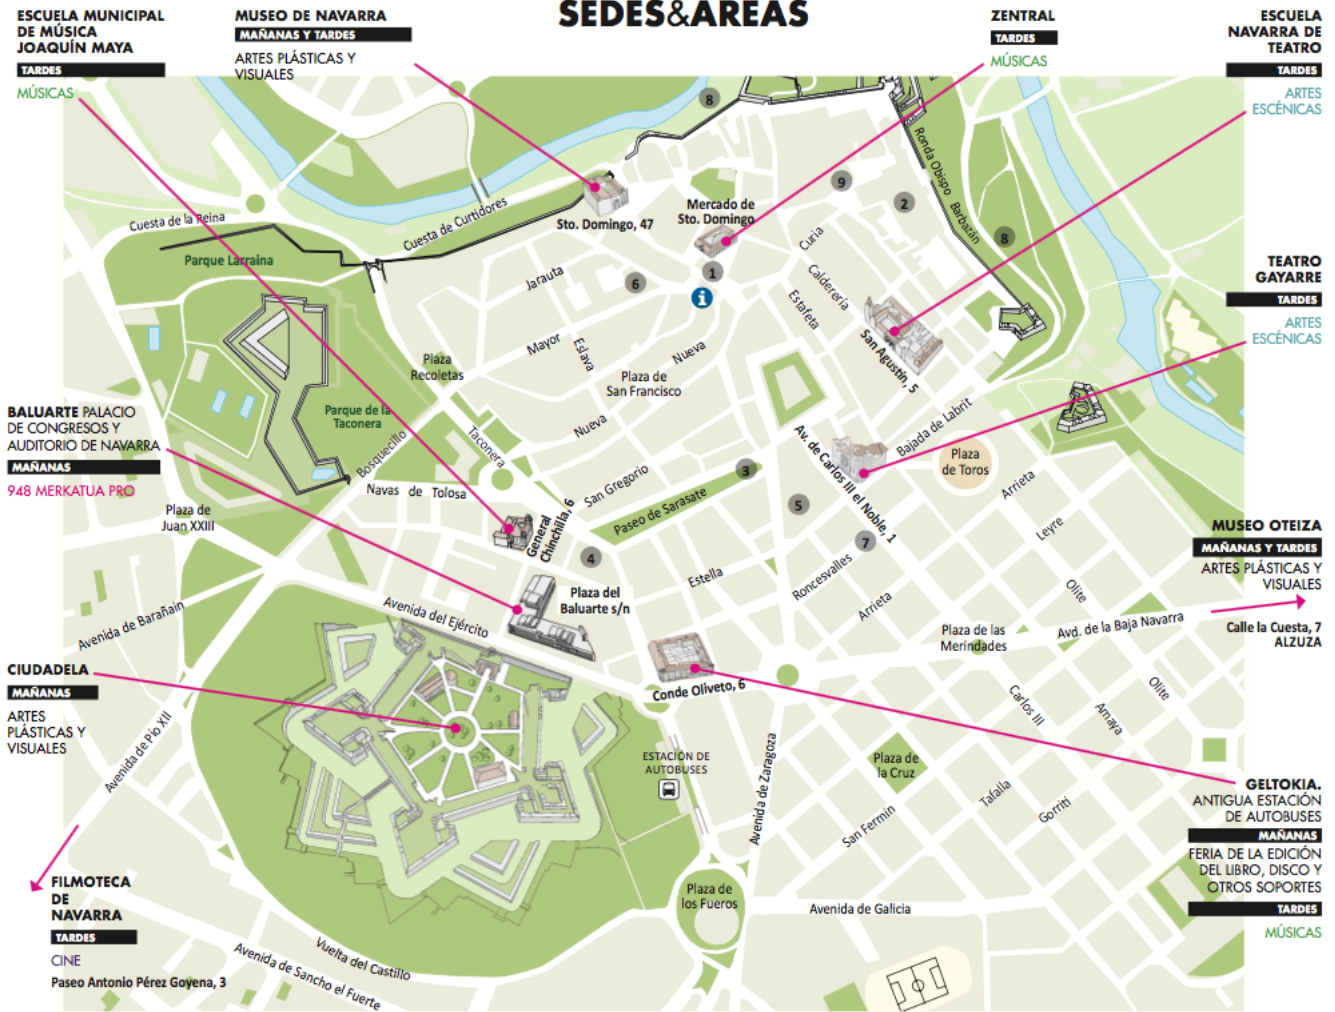 SEDES&AREAS
ESCUELA MUNICIPAL
DE MÚSICA
JOAQUÍN MAYA
TARDES
MÚSICAS
MUSEO DE NAVARRA
MAÑANAS Y TARDES
ARTES PLÁSTICAS Y
VISUALES
ZENTRAL
TARDES
MÚSICAS
ESCUELA
NAVARRA DE
TEATRO
TARDES
ARTES
ESCÉNICAS
TEATRO
GAYARRE
TARDES
ARTES
ESCÉNICAS
BALUARTE PALACIO
DE CONGRESOS Y
AUDITORIO DE NAVARRA
MAÑANAS
948 MERKATUA PRO
MUSEO OTEIZA
MAÑANAS Y TARDES
ARTES PLÁSTICAS Y
VISUALES
Calle la Cuesta, 7
ALZUZA
CIUDADELA
MAÑANAS
ARTES
PLÁSTICAS Y
VISUALES
GELTOKIA.
ANTIGUA ESTACIÓN
DE AUTOBUSES
MAÑANAS
FERIA DE LA EDICIÓN
DEL LIBRO, DISCO Y
OTROS SOPORTES
TARDES
MÚSICAS
FILMOTECA
DE
NAVARRA
TARDES
CINE
Paseo Antonio Pérez Goyena, 3
8
Ronda Obispo Barbazán
9
2
8
Cuesta de la Reina
Cuesta de Curtidores
Sto. Domingo, 47
Mercado de
Sto. Domingo
Parque Larraina
Jarauta
6
1
i
Curia
Calderería
Estafeta
San Agustín, 5
Mayor
Eslava
Nueva
Plaza
Recoletas
Plaza de
San Francisco
Parque de la
Taconera
Nueva
Bosquecillo
Taconera
Av. de Carlos III el Noble, 1
Bajada de Labrit
Plaza
de Toros
Navas de Tolosa
San Gregorio
3
Paseo de Sarasate
5
Arrieta
Plaza de
Juan XXIII
General
Chinchilla, 6
4
7
Leyre
Estella
Roncesvalles
Arrieta
Olite
Plaza del
Baluarte s/n
Avenida del Ejército
Avenida de Barañain
Plaza de las
Merindades
Avd. de la Baja Navarra
Conde Oliveto, 6
Carlos III
Amaya
Olite
Avenida de Pío XII
ESTACIÓN DE
AUTOBUSES
Avenida de Zaragoza
Plaza de
la Cruz
Tafalla
Gorriti
San Fermín
Plaza de
los Fueros
Avenida de Galicia
Vuelta del Castillo
Avenida de Sancho el Fuerte